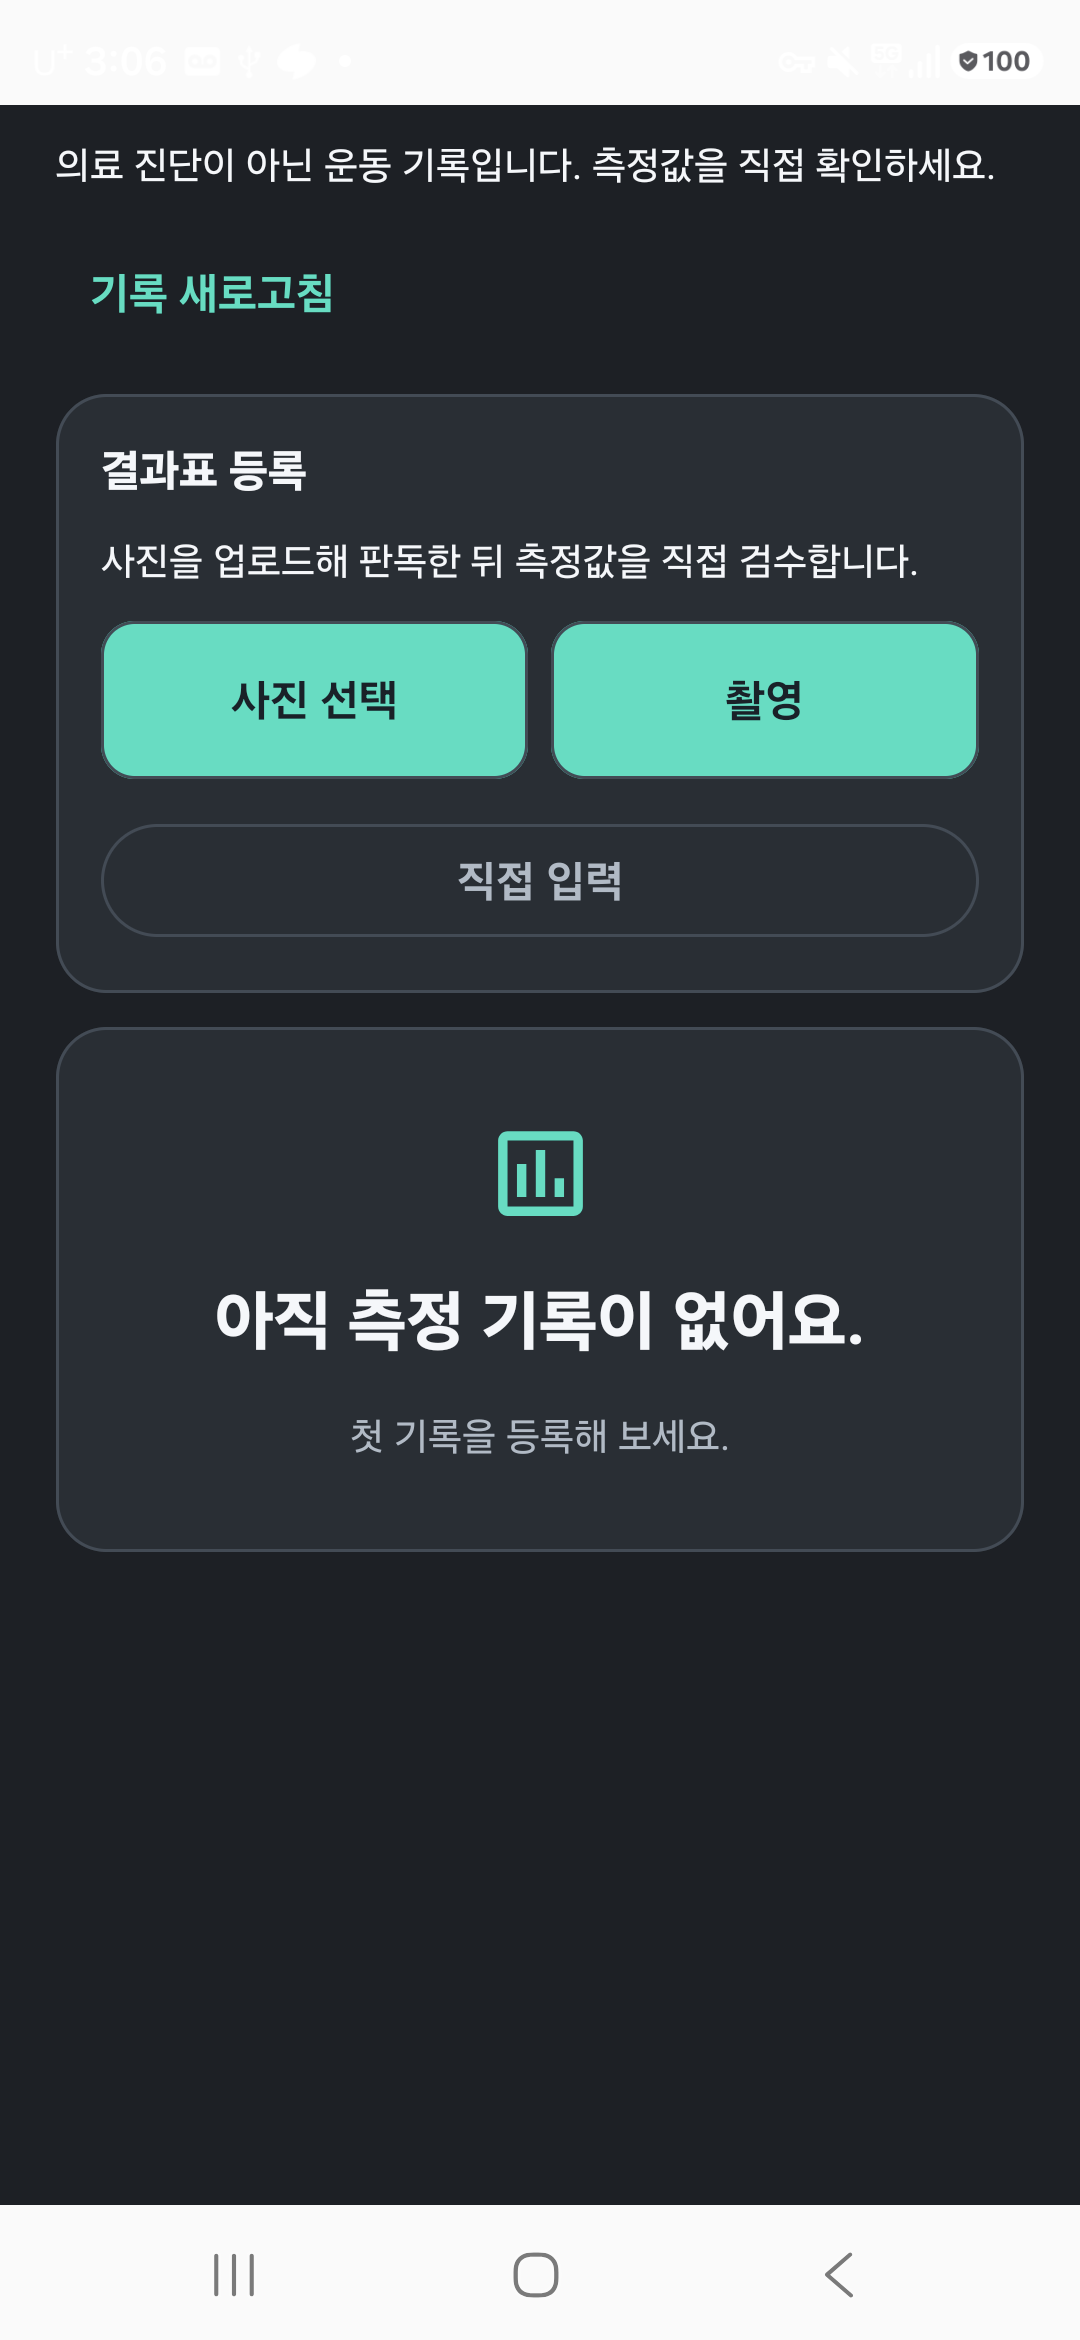 U+ 3:06
5G
100
의료 진단이 아닌 운동 기록입니다. 측정값을 직접 확인하세요.
기록 새로고침
결과표 등록
사진을 업로드해 판독한 뒤 측정값을 직접 검수합니다.
사진 선택
촬영
직접 입력
아직 측정 기록이 없어요.
첫 기록을 등록해 보세요.